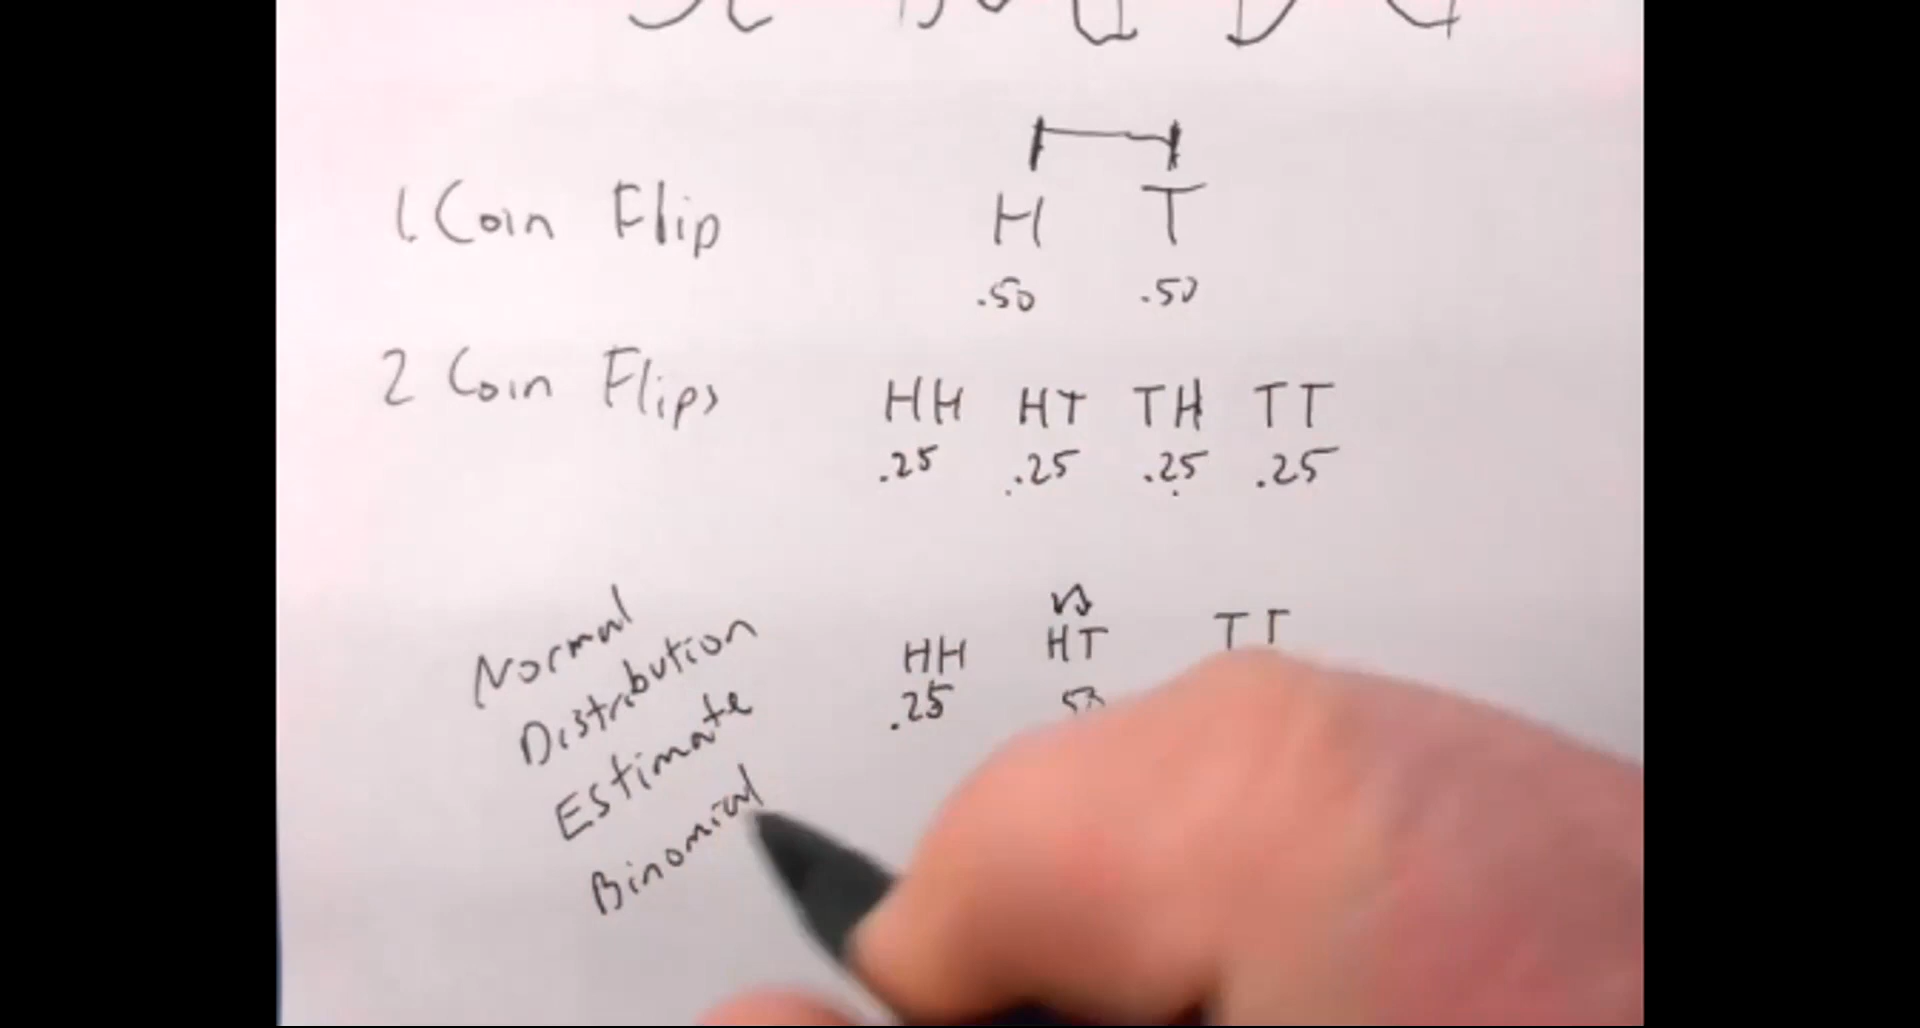 1. Coin Flip H T
.50 .50
2 Coin Flips HH HT TH TT
.25 .25 .25 .25
HH HT TT
.25
Normal
Distribution
Estimate
Binomial